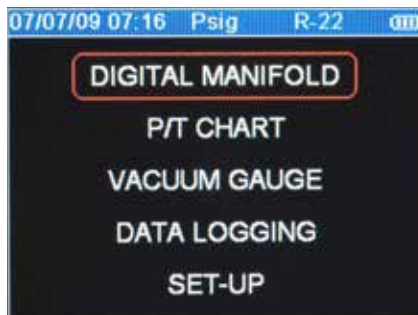 07/07/09 07:16 Psig R-22
DIGITAL MANIFOLD
P/T CHART
VACUUM GAUGE
DATA LOGGING
SET-UP